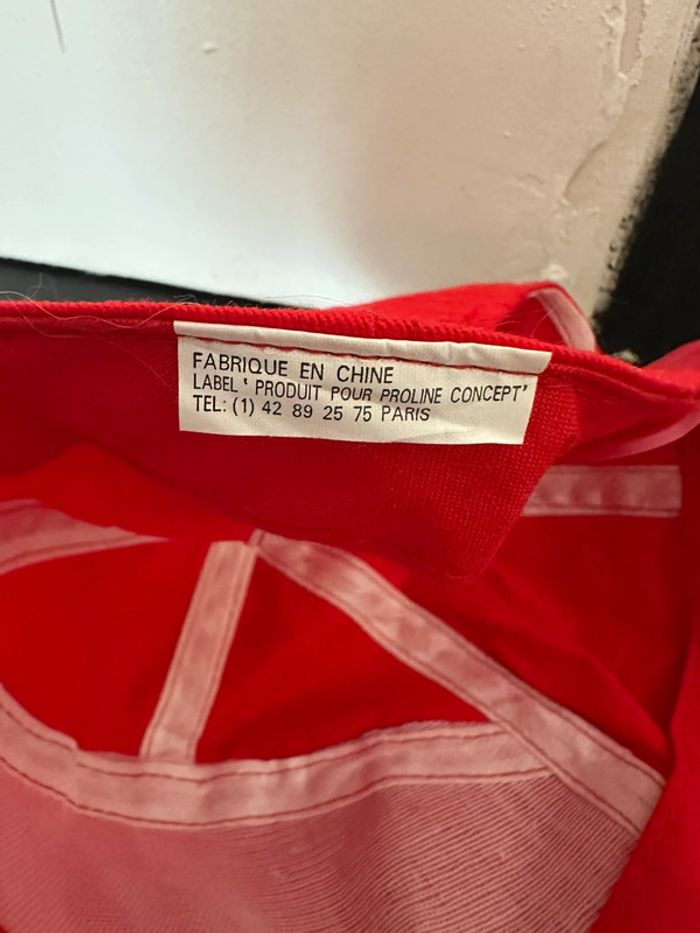 FABRIQUE EN CHINE
LABEL ' PRODUIT POUR PROLINE CONCEPT'
TEL: (1) 42 89 25 75 PARIS